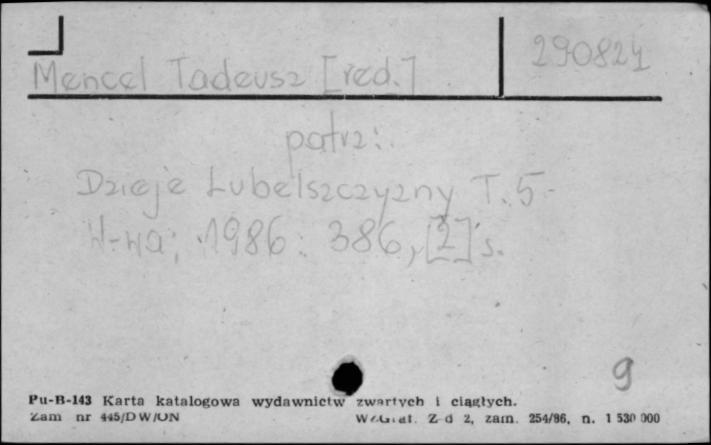 Mencel Tadeusz [red.] 290824
patrz:
Dzieje Lubelszczyzny T. 5
W-wa; 1986: 386, [2] s.
9
Pu-B-143 Karta katalogowa wydawnictw zwartych i ciągłych.
Zam nr 445/DW/UN Z-d 2, zam. 254/86, n. 1 530 000